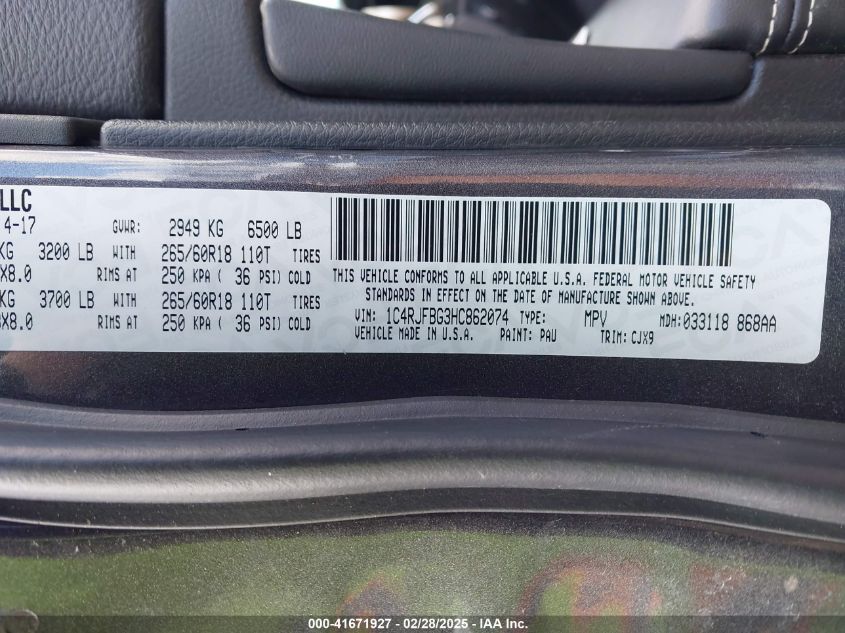 LLC
4-17 GVWR: 2949 KG 6500 LB
KG 3200 LB WITH 265/60R18 110T TIRES
X8.0 RIMS AT 250 KPA ( 36 PSI) COLD
KG 3700 LB WITH 265/60R18 110T TIRES
X8.0 RIMS AT 250 KPA ( 36 PSI) COLD
THIS VEHICLE CONFORMS TO ALL APPLICABLE U.S.A. FEDERAL MOTOR VEHICLE SAFETY
STANDARDS IN EFFECT ON THE DATE OF MANUFACTURE SHOWN ABOVE.
VIN: 1C4RJFBG3HC862074 TYPE: MPV MDH: 033118 868AA
VEHICLE MADE IN U.S.A. PAINT: PAU TRIM: CJX9
000-41671927 - 02/28/2025 - IAA Inc.